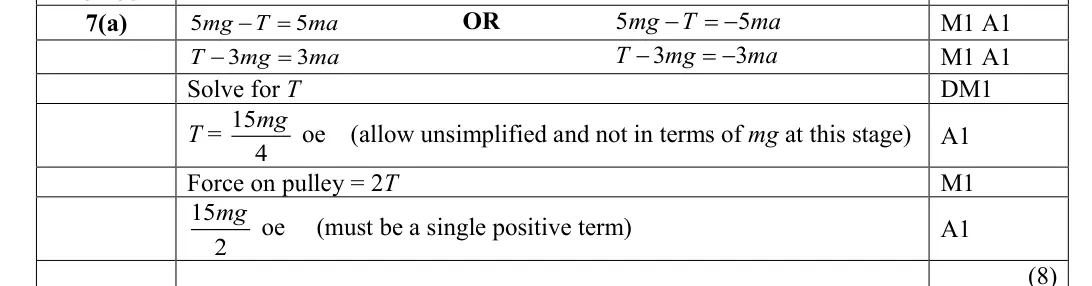 7(a) 5mg − T = 5ma OR 5mg − T = −5ma M1 A1
T − 3mg = 3ma T − 3mg = −3ma M1 A1
Solve for T DM1
T = 15mg/4 oe (allow unsimplified and not in terms of mg at this stage) A1
Force on pulley = 2T M1
15mg/2 oe (must be a single positive term) A1
(8)